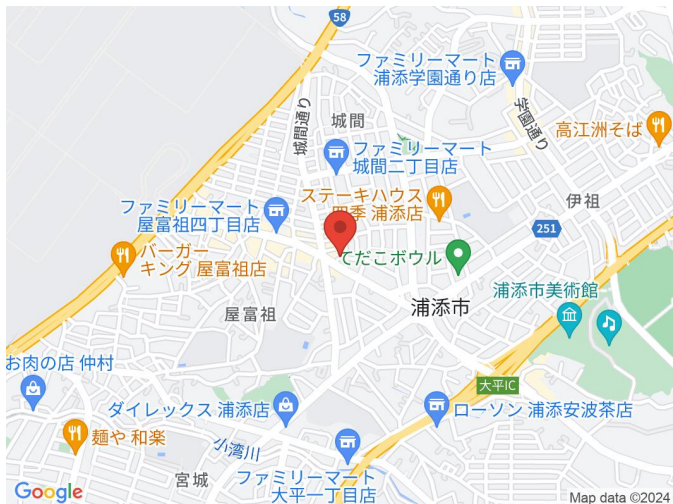 58
ファミリーマート
浦添学園通り店
学園通り
城間通り
城間
高江洲そば
ファミリーマート
城間二丁目店
ステーキハウス
四季 浦添店
伊祖
ファミリーマート
屋富祖四丁目店
251
バーガー
キング 屋富祖店
てだこボウル
浦添市美術館
屋富祖
浦添市
お肉の店 仲村
大平IC
ダイレックス 浦添店
ローソン 浦添安波茶店
麺や 和楽
小湾川
宮城
ファミリーマート
大平一丁目店
Google
Map data ©2024